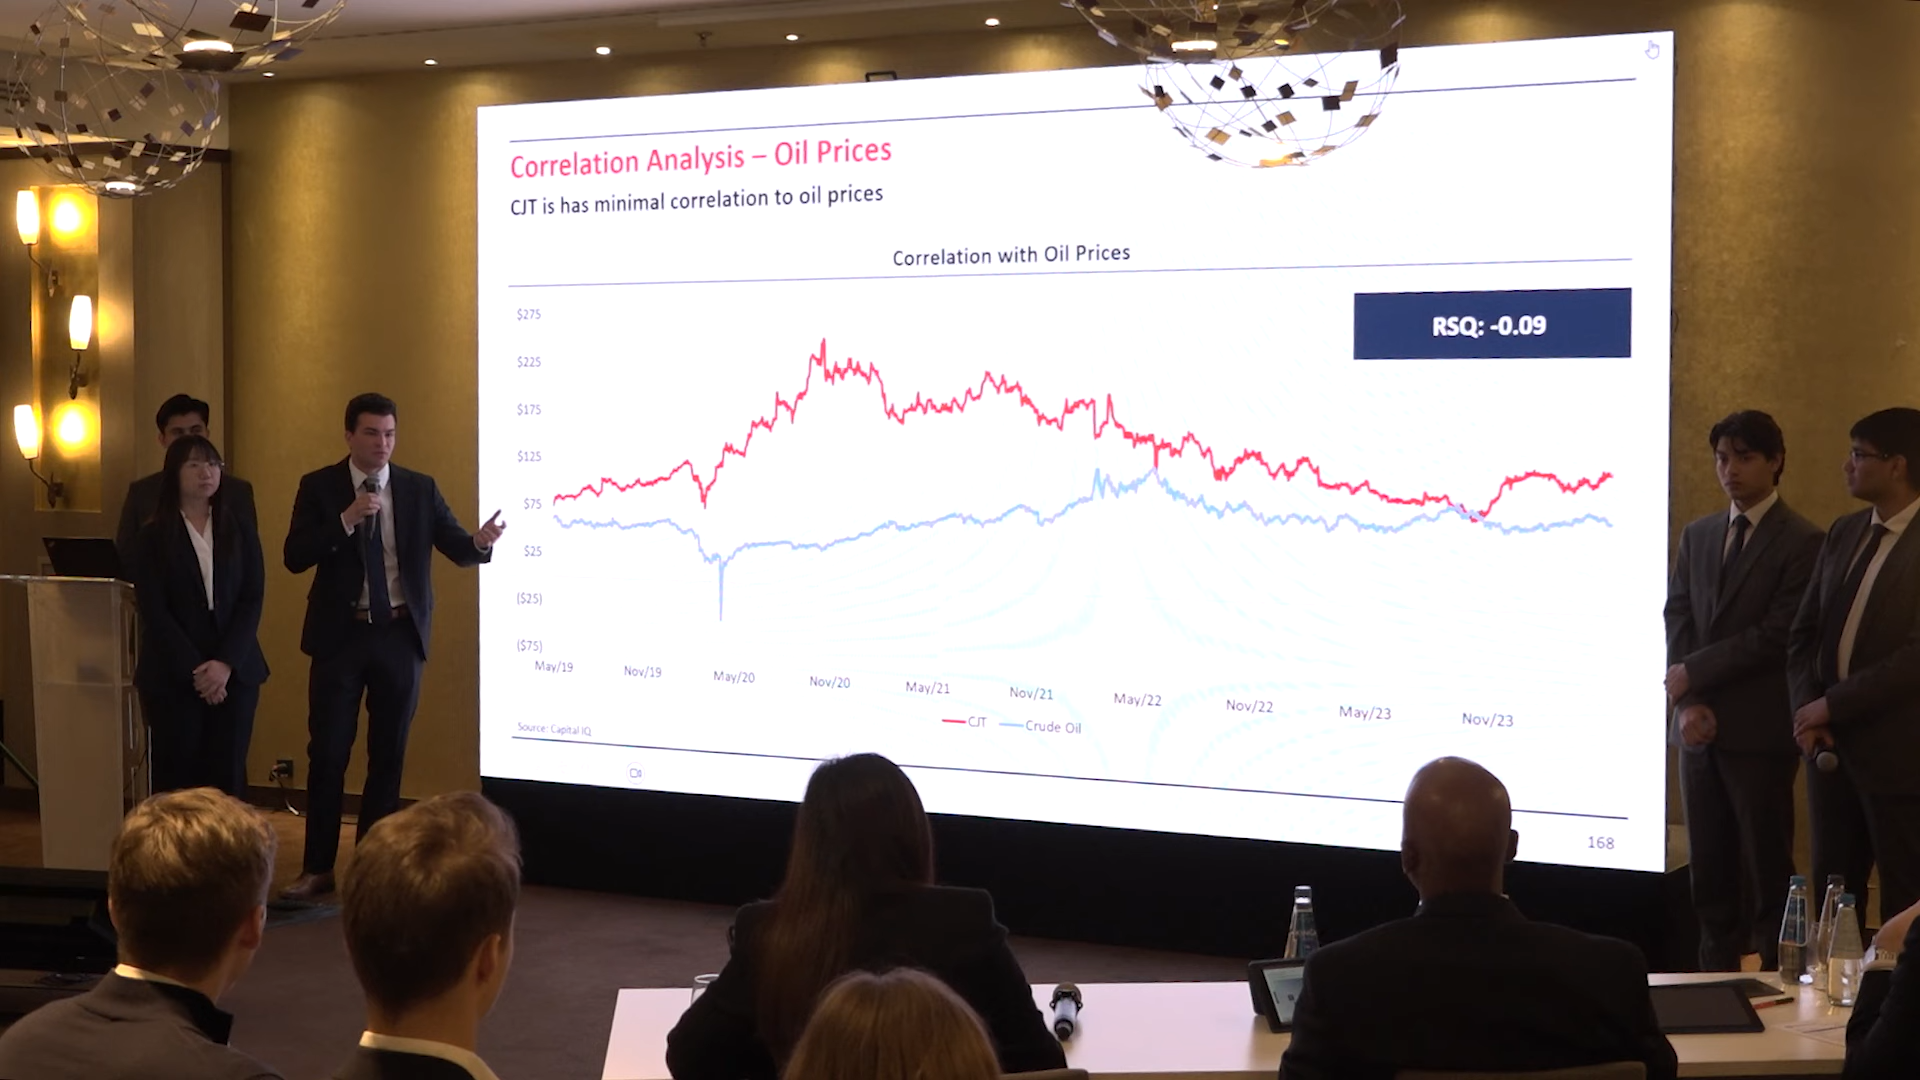 Correlation Analysis – Oil Prices
CJT is has minimal correlation to oil prices
Correlation with Oil Prices
RSQ: -0.09
$275
$225
$175
$125
$75
$25
($25)
($75)
May/19 Nov/19 May/20 Nov/20 May/21 Nov/21 May/22 Nov/22 May/23 Nov/23
CJT Crude Oil
Source: Capital IQ
168